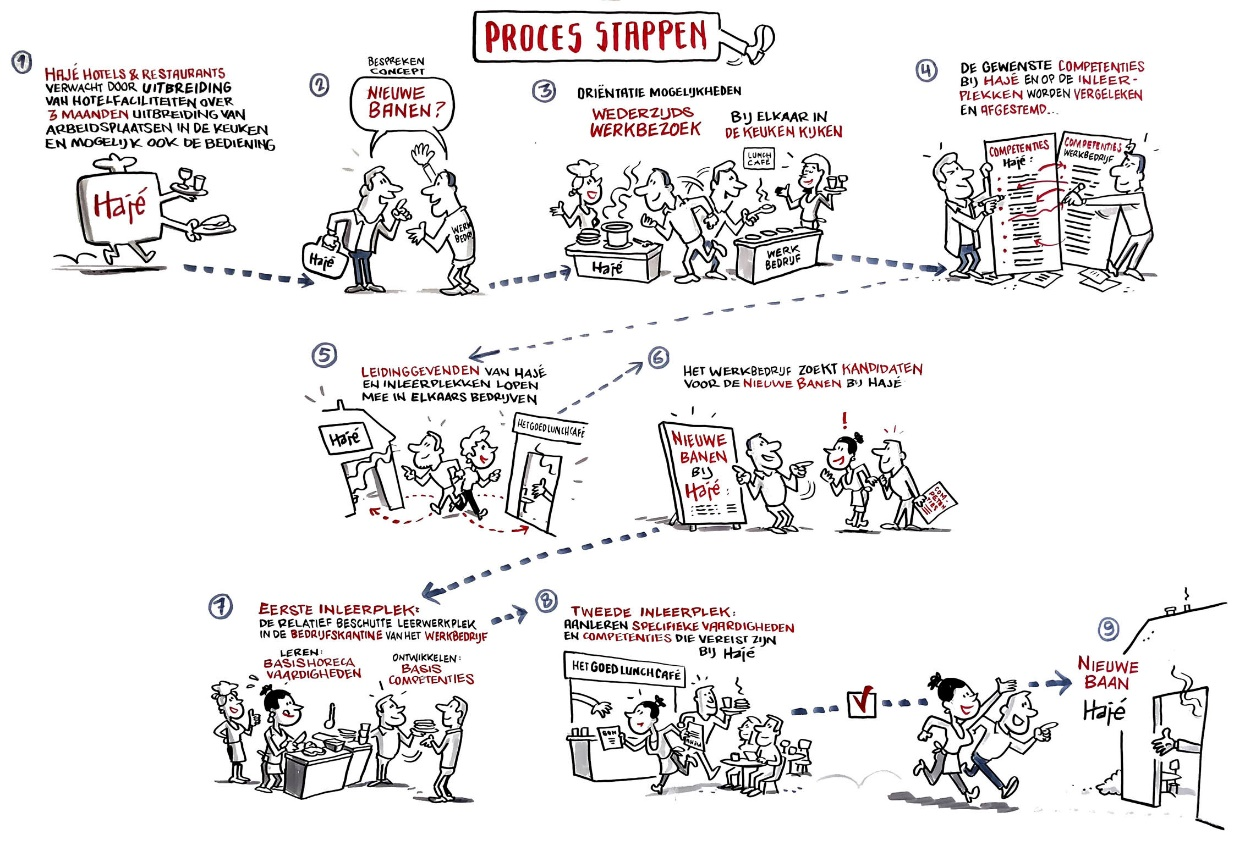 PROCES STAPPEN
1
HAJÉ HOTELS & RESTAURANTS
VERWACHT DOOR UITBREIDING
VAN HOTELFACILITEITEN OVER
3 MAANDEN UITBREIDING VAN
ARBEIDSPLAATSEN IN DE KEUKEN
EN MOGELIJK OOK DE BEDIENING
Hajé
2
BESPREKEN
CONCEPT
NIEUWE
BANEN?
Hajé
WERK
BEDRIJF
3
ORIËNTATIE MOGELIJKHEDEN
WEDERZIJDS
WERKBEZOEK
BIJ ELKAAR IN
DE KEUKEN KIJKEN
LUNCH
CAFÉ
Hajé
WERK
BEDRIJF
4
DE GEWENSTE COMPETENTIES
BIJ HAJÉ EN OP DE INLEER-
PLEKKEN WORDEN VERGELEKEN
EN AFGESTEMD...
COMPETENTIES
Hajé:
COMPETENTIES
WERKBEDRIJF
5
LEIDINGGEVENDEN VAN HAJÉ
EN INLEERPLEKKEN LOPEN
MEE IN ELKAARS BEDRIJVEN
Hajé
HET GOED LUNCHCAFÉ
6
HET WERKBEDRIJF ZOEKT KANDIDATEN
VOOR DE NIEUWE BANEN BIJ HAJÉ
NIEUWE
BANEN
BIJ
Hajé:
!
COM
PETEN
TIES
7
EERSTE INLEERPLEK:
DE RELATIEF BESCHUTTE LEERWERKPLEK
IN DE BEDRIJFSKANTINE VAN HET WERKBEDRIJF
LEREN:
BASISHORECA
VAARDIGHEDEN
ONTWIKKELEN:
BASIS
COMPETENTIES
8
TWEEDE INLEERPLEK:
AANLEREN SPECIFIEKE VAARDIGHEDEN
EN COMPETENTIES DIE VEREIST ZIJN
BIJ Hajé
HET GOED LUNCHCAFÉ
BON
MENU
9
NIEUWE
BAAN
Hajé